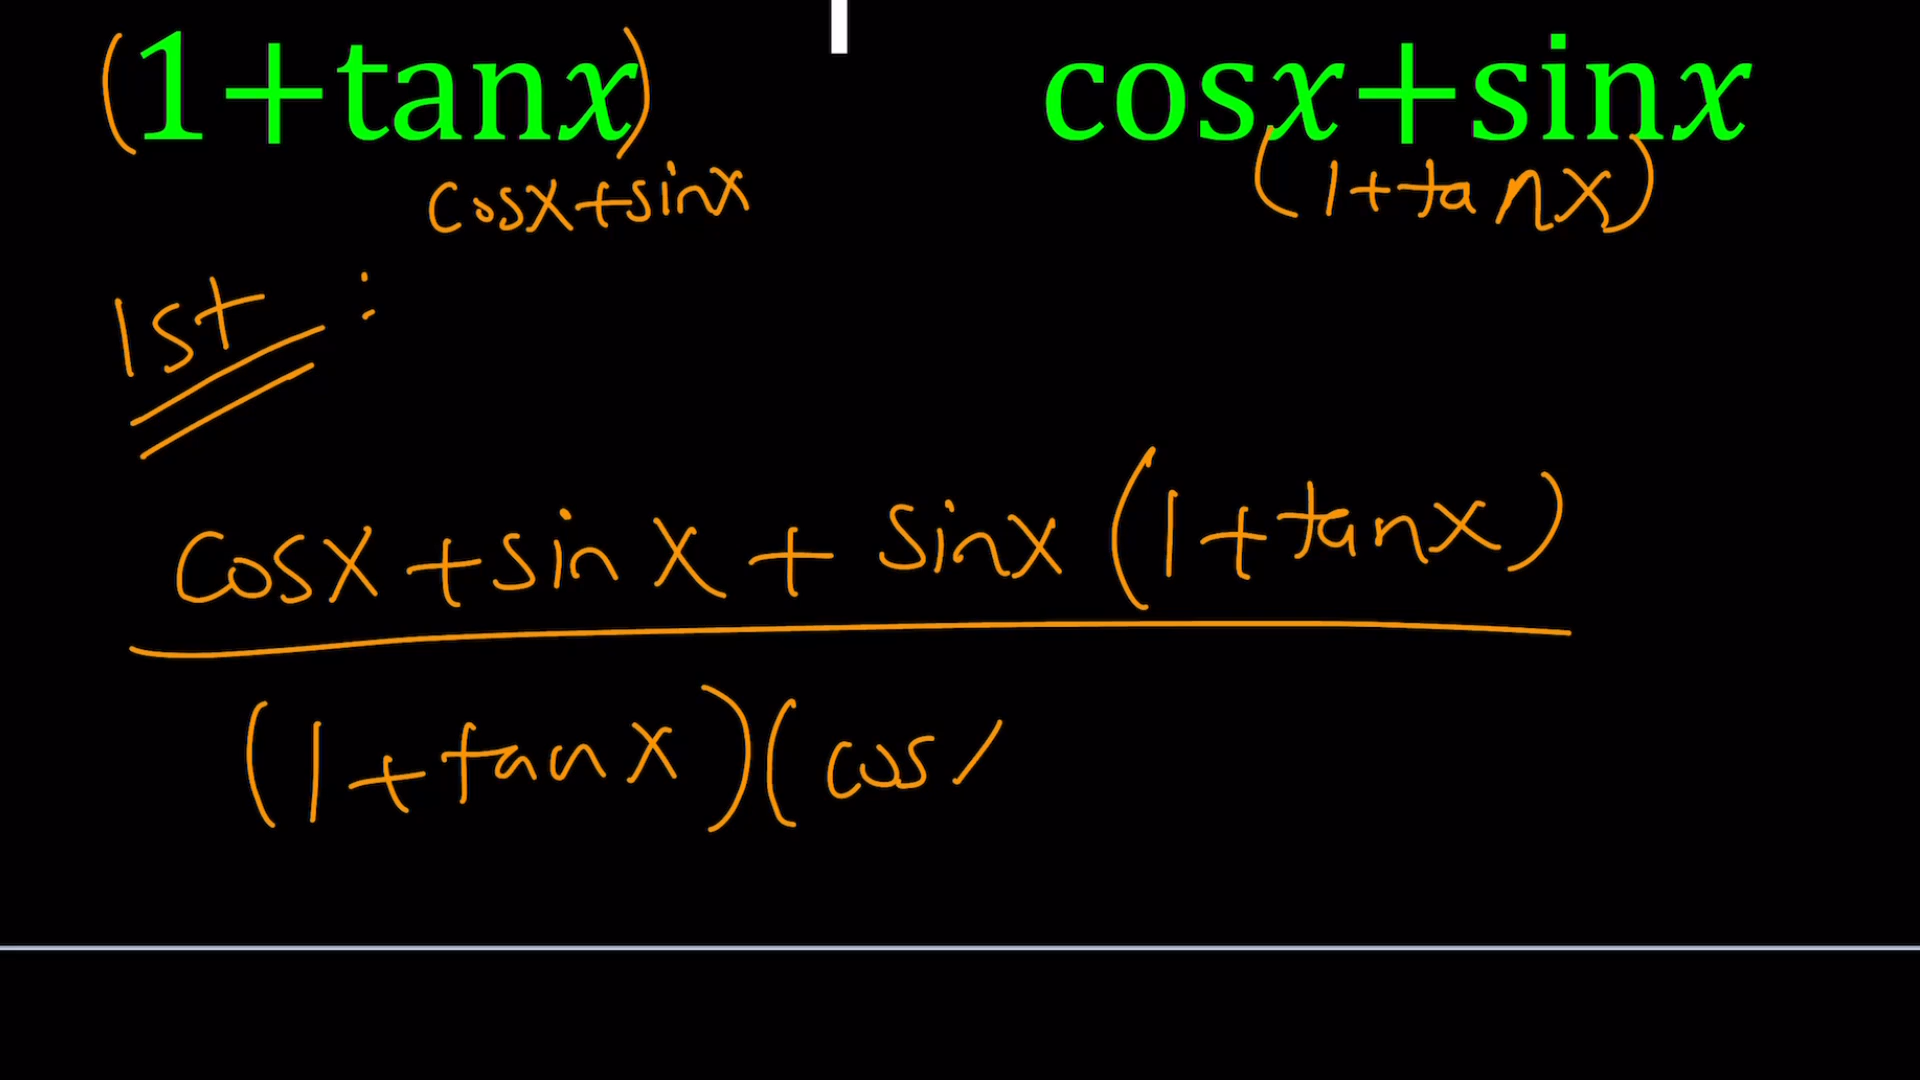 (1+tanx) cosx+sinx
cosx+sinx (1+tanx)
1st :
cosx+sinx+sinx(1+tanx)
(1+tanx)(cos